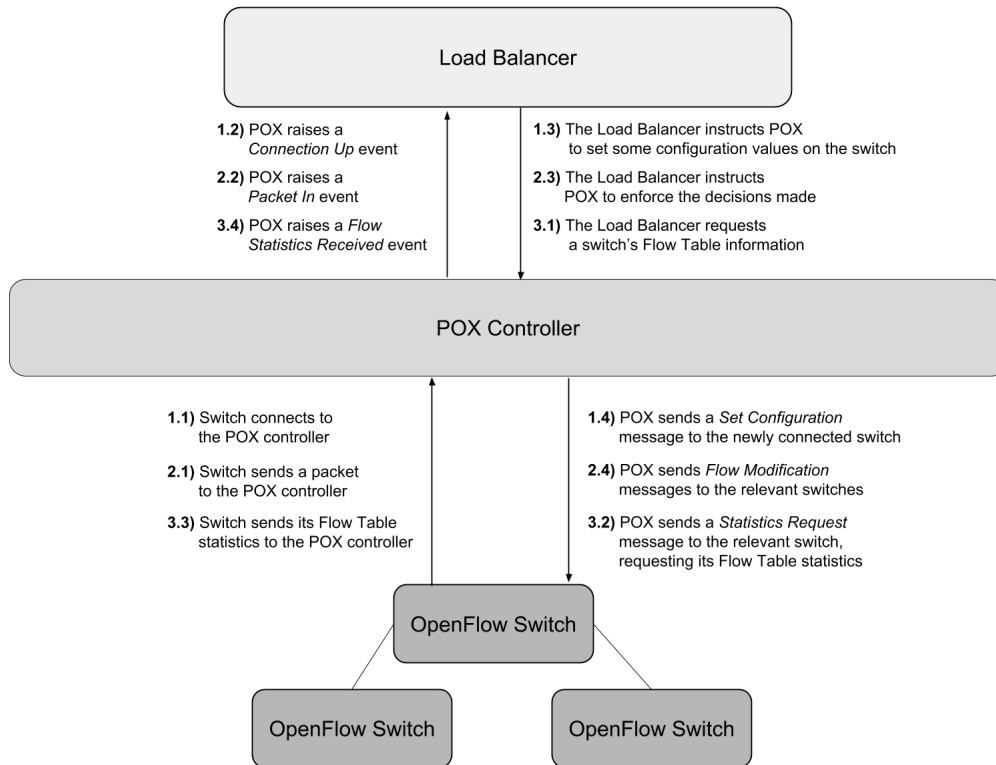 Load Balancer
1.2) POX raises a
Connection Up event
2.2) POX raises a
Packet In event
3.4) POX raises a Flow
Statistics Received event
1.3) The Load Balancer instructs POX
to set some configuration values on the switch
2.3) The Load Balancer instructs
POX to enforce the decisions made
3.1) The Load Balancer requests
a switch's Flow Table information
POX Controller
1.1) Switch connects to
the POX controller
2.1) Switch sends a packet
to the POX controller
3.3) Switch sends its Flow Table
statistics to the POX controller
1.4) POX sends a Set Configuration
message to the newly connected switch
2.4) POX sends Flow Modification
messages to the relevant switches
3.2) POX sends a Statistics Request
message to the relevant switch,
requesting its Flow Table statistics
OpenFlow Switch
OpenFlow Switch
OpenFlow Switch